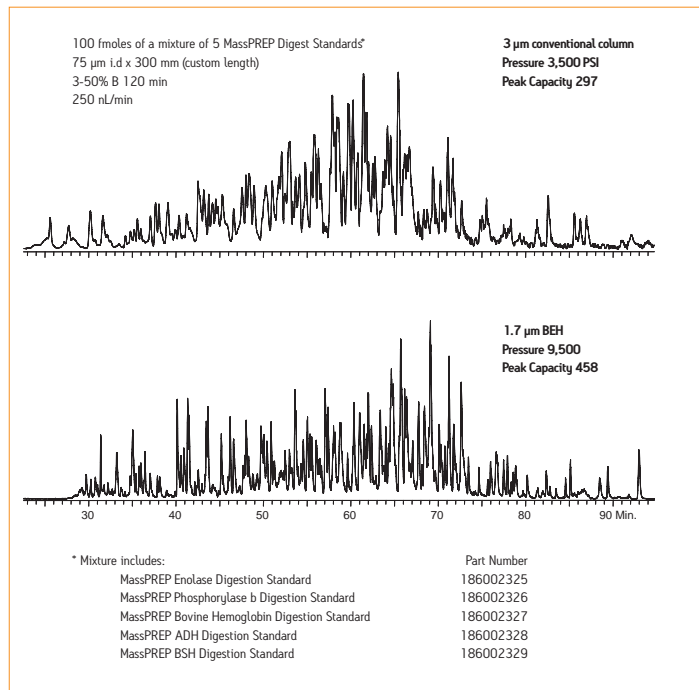 100 fmoles of a mixture of 5 MassPREP Digest Standards*
75 µm i.d x 300 mm (custom length)
3-50% B 120 min
250 nL/min
3 µm conventional column
Pressure 3,500 PSI
Peak Capacity 297
1.7 µm BEH
Pressure 9,500
Peak Capacity 458
30 40 50 60 70 80 90 Min.
* Mixture includes: Part Number
MassPREP Enolase Digestion Standard 186002325
MassPREP Phosphorylase b Digestion Standard 186002326
MassPREP Bovine Hemoglobin Digestion Standard 186002327
MassPREP ADH Digestion Standard 186002328
MassPREP BSH Digestion Standard 186002329